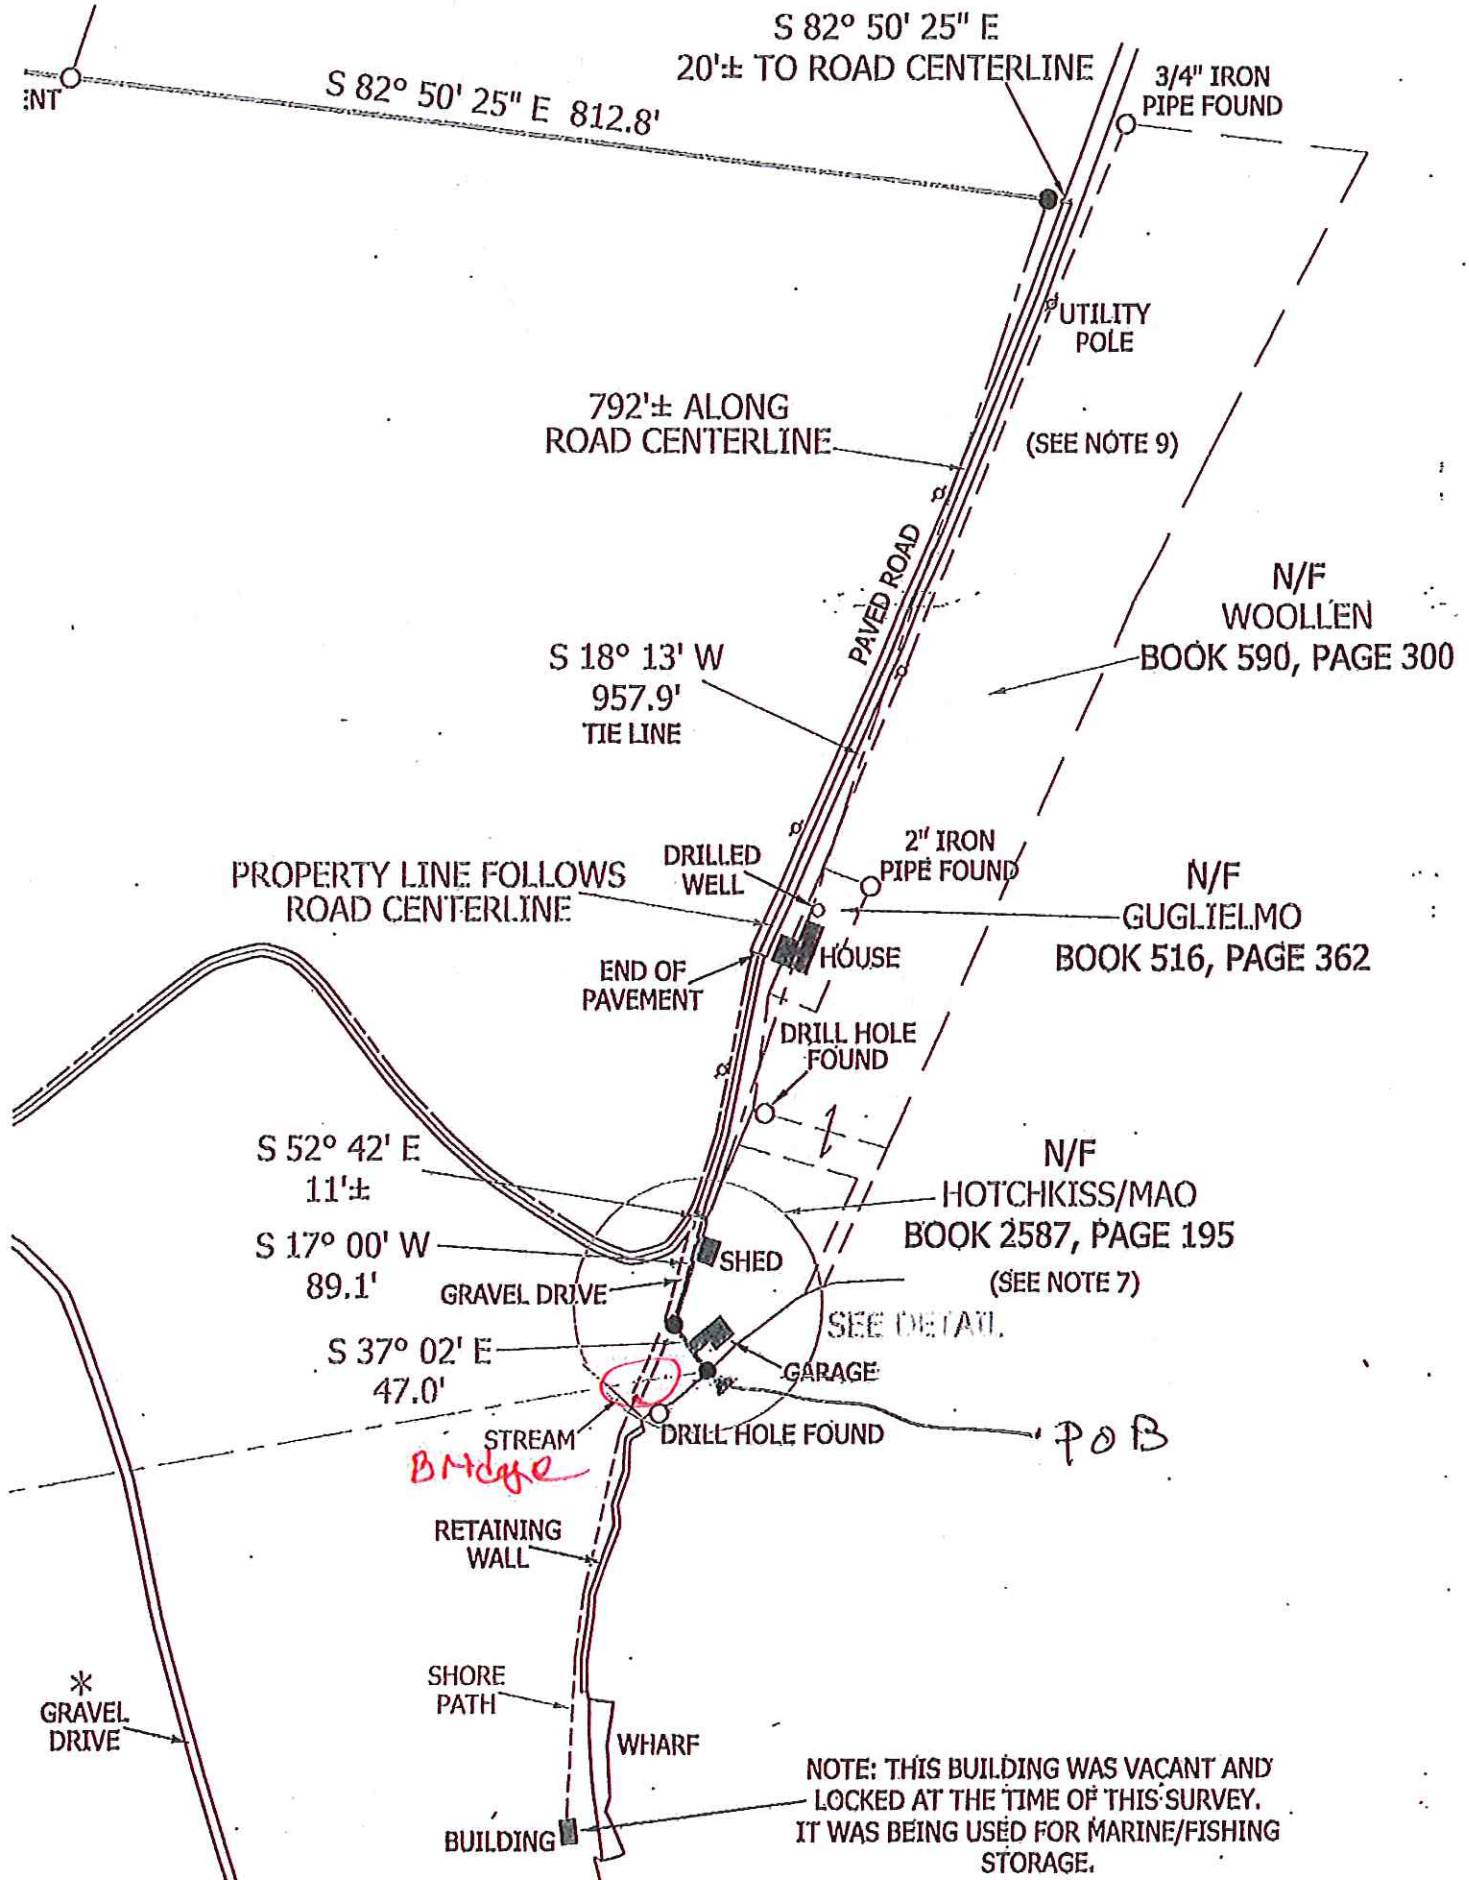 S 82° 50' 25" E
20'± TO ROAD CENTERLINE
3/4" IRON
PIPE FOUND
S 82° 50' 25" E 812.8'
ENT
UTILITY
POLE
792'± ALONG
ROAD CENTERLINE
(SEE NOTE 9)
PAVED ROAD
N/F
WOOLLEN
BOOK 590, PAGE 300
S 18° 13' W
957.9'
TIE LINE
2" IRON
PIPE FOUND
DRILLED
WELL
PROPERTY LINE FOLLOWS
ROAD CENTERLINE
N/F
GUGLIELMO
BOOK 516, PAGE 362
HOUSE
END OF
PAVEMENT
DRILL HOLE
FOUND
S 52° 42' E
11'±
N/F
HOTCHKISS/MAO
BOOK 2587, PAGE 195
(SEE NOTE 7)
S 17° 00' W
89.1'
SHED
GRAVEL DRIVE
SEE DETAIL
S 37° 02' E
47.0'
GARAGE
STREAM
DRILL HOLE FOUND
POB
Bridge
RETAINING
WALL
SHORE
PATH
*
GRAVEL
DRIVE
WHARF
NOTE: THIS BUILDING WAS VACANT AND
LOCKED AT THE TIME OF THIS SURVEY.
IT WAS BEING USED FOR MARINE/FISHING
STORAGE.
BUILDING